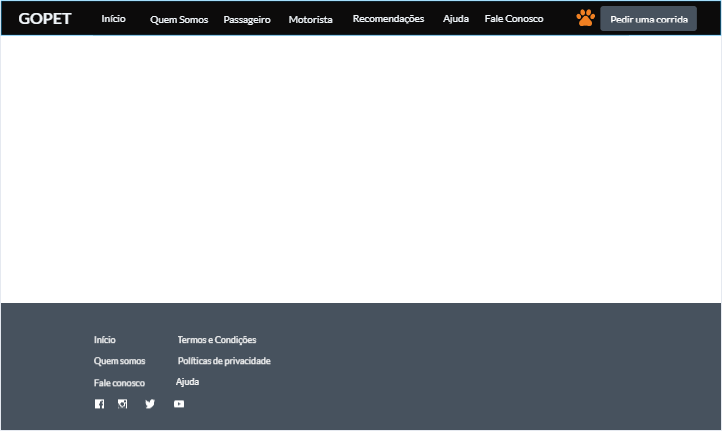 GOPET Início Quem Somos Passageiro Motorista Recomendações Ajuda Fale Conosco Pedir uma corrida
Início Termos e Condições
Quem somos Políticas de privacidade
Fale conosco Ajuda